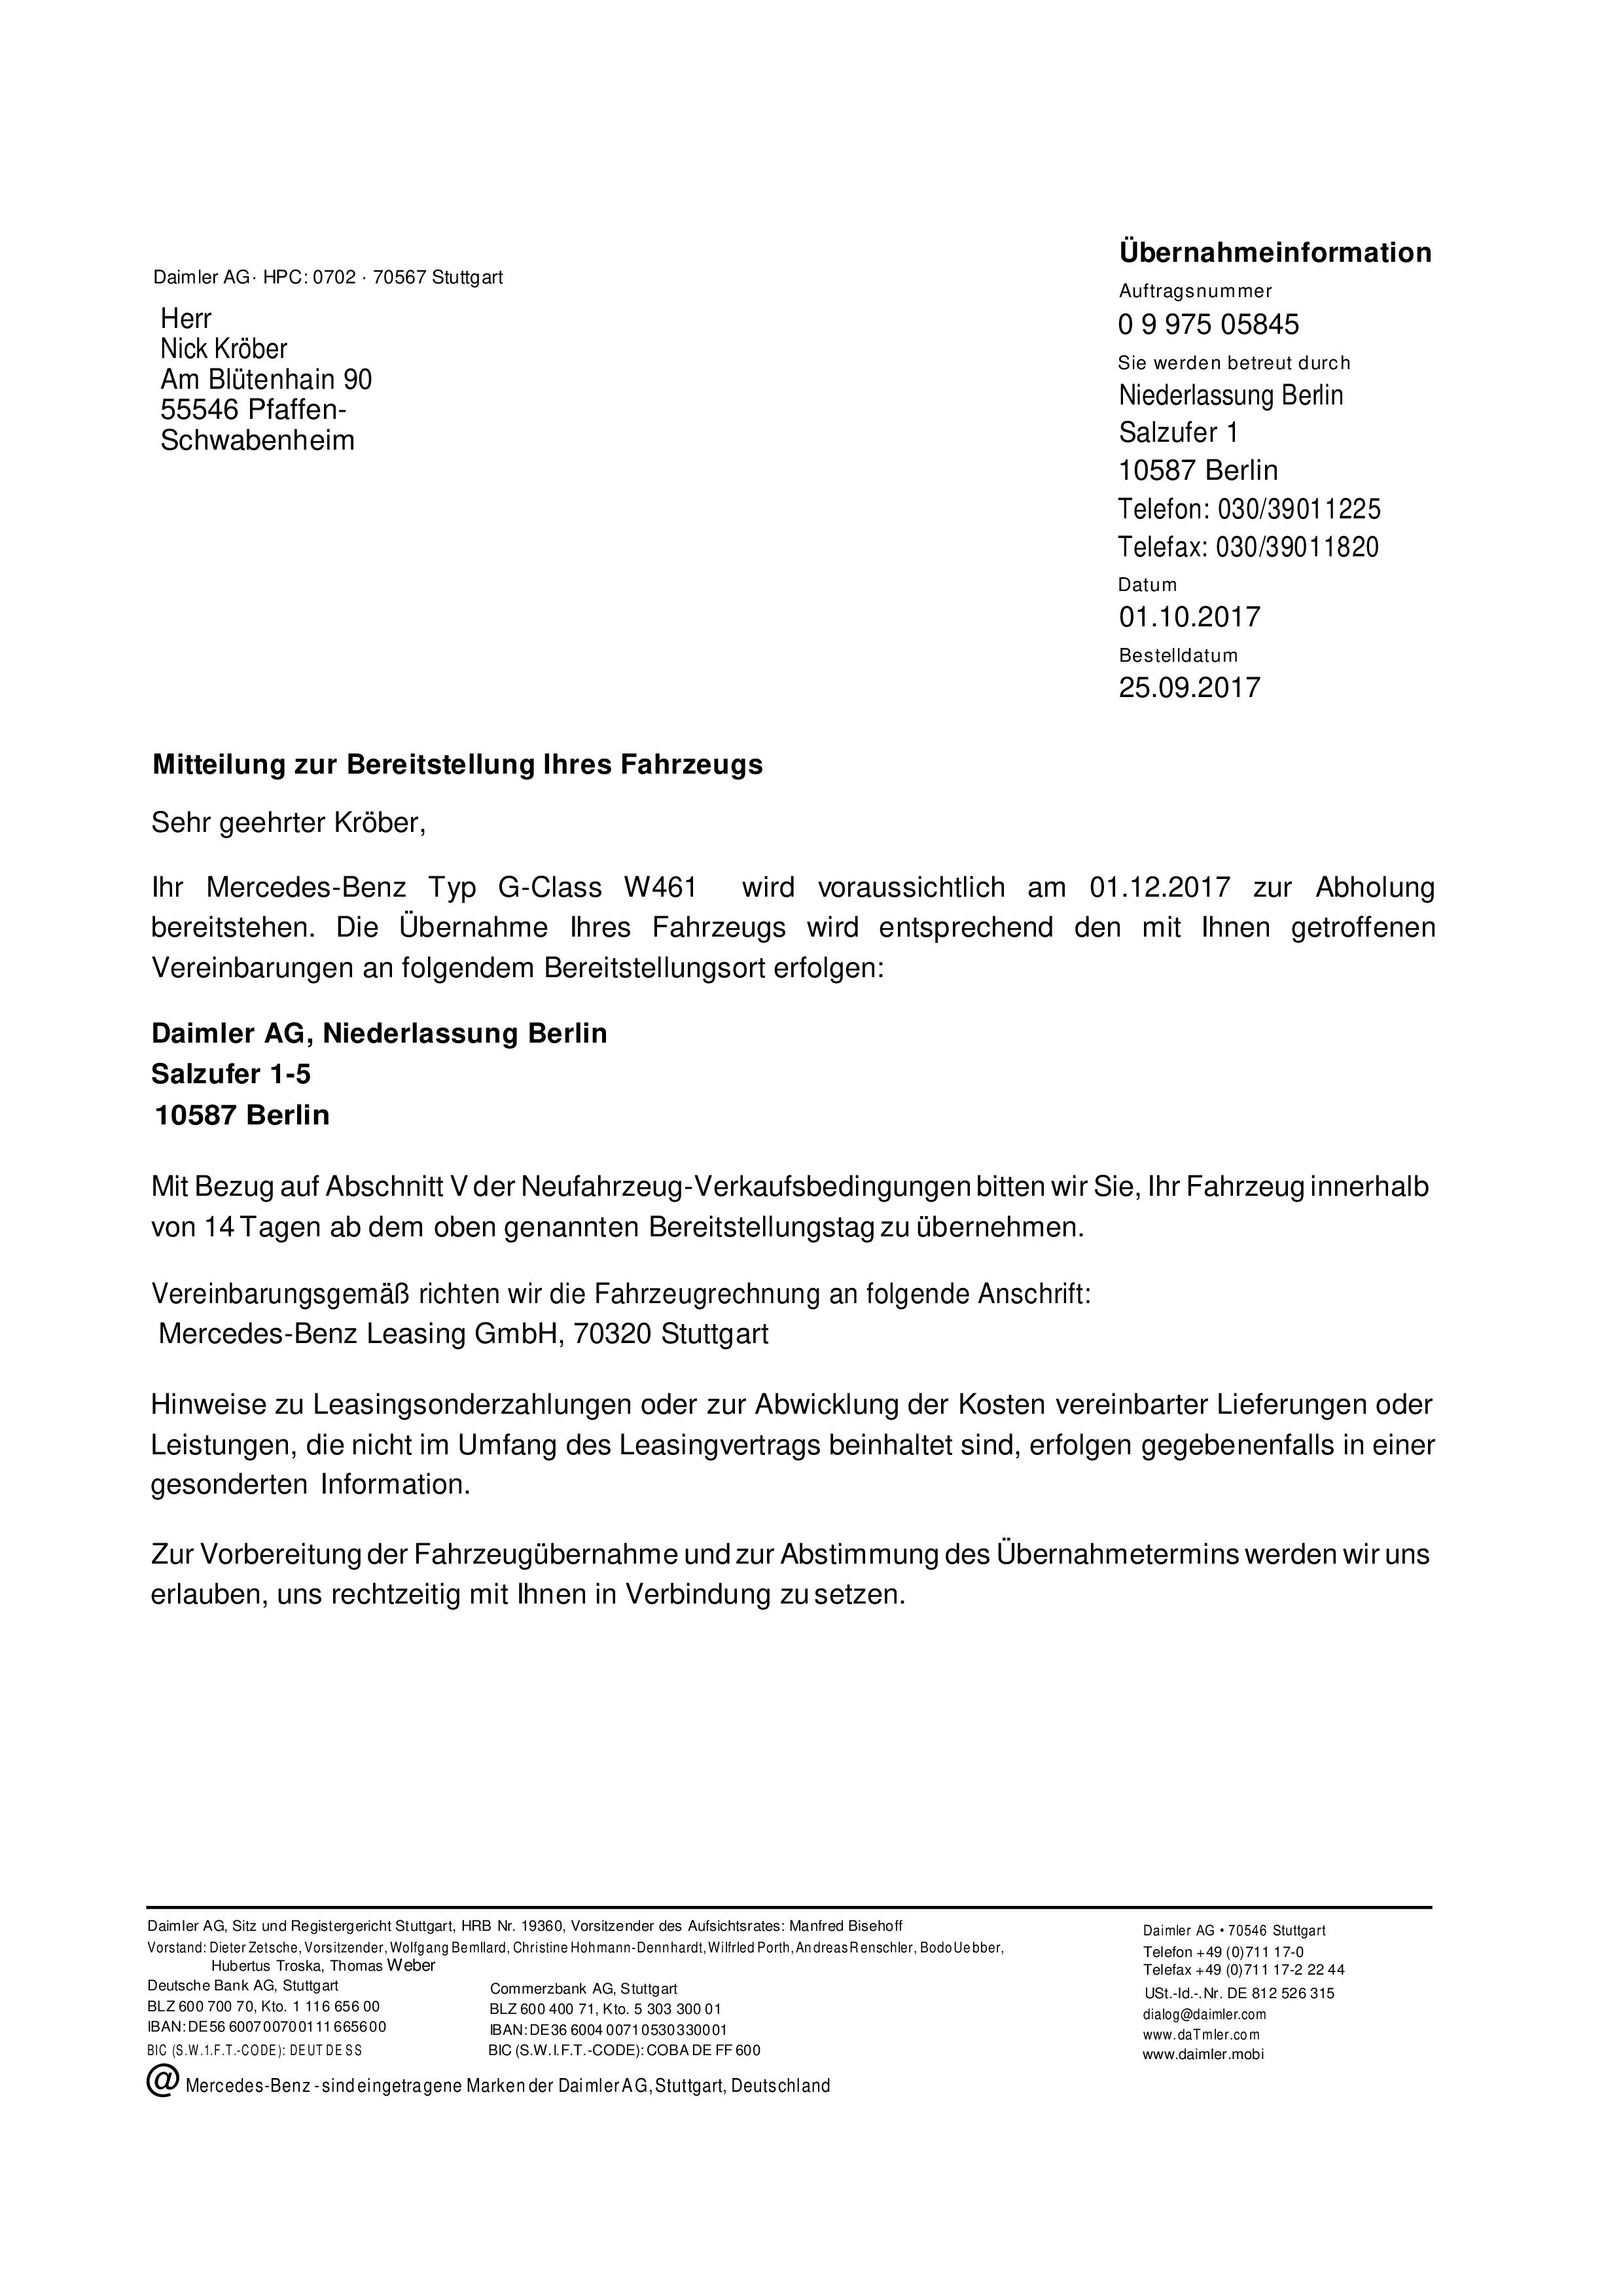 Übernahmeinformation
Daimler AG· HPC: 0702 · 70567 Stuttgart
Herr
Nick Kröber
Am Blütenhain 90
55546 Pfaffen-
Schwabenheim
Auftragsnummer
0 9 975 05845
Sie werden betreut durch
Niederlassung Berlin
Salzufer 1
10587 Berlin
Telefon: 030/39011225
Telefax: 030/39011820
Datum
01.10.2017
Bestelldatum
25.09.2017
Mitteilung zur Bereitstellung Ihres Fahrzeugs
Sehr geehrter Kröber,
Ihr Mercedes-Benz Typ G-Class W461 wird voraussichtlich am 01.12.2017 zur Abholung
bereitstehen. Die Übernahme Ihres Fahrzeugs wird entsprechend den mit Ihnen getroffenen
Vereinbarungen an folgendem Bereitstellungsort erfolgen:
Daimler AG, Niederlassung Berlin
Salzufer 1-5
10587 Berlin
Mit Bezug auf Abschnitt V der Neufahrzeug-Verkaufsbedingungen bitten wir Sie, Ihr Fahrzeug innerhalb
von 14 Tagen ab dem oben genannten Bereitstellungstag zu übernehmen.
Vereinbarungsgemäß richten wir die Fahrzeugrechnung an folgende Anschrift:
Mercedes-Benz Leasing GmbH, 70320 Stuttgart
Hinweise zu Leasingsonderzahlungen oder zur Abwicklung der Kosten vereinbarter Lieferungen oder
Leistungen, die nicht im Umfang des Leasingvertrags beinhaltet sind, erfolgen gegebenenfalls in einer
gesonderten Information.
Zur Vorbereitung der Fahrzeugübernahme und zur Abstimmung des Übernahmetermins werden wir uns
erlauben, uns rechtzeitig mit Ihnen in Verbindung zu setzen.
Daimler AG, Sitz und Registergericht Stuttgart, HRB Nr. 19360, Vorsitzender des Aufsichtsrates: Manfred Bisehoff
Vorstand: Dieter Zetsche, Vorsitzender, Wolfgang Bemllard, Christine Hohmann-Dennhardt, Wilfrled Porth, Andreas Renschler, Bodo Uebber,
Hubertus Troska, Thomas Weber
Deutsche Bank AG, Stuttgart
BLZ 600 700 70, Kto. 1 116 656 00
IBAN: DE56 6007 0070 0111 6656 00
BIC (S.W.1.F.T.-CODE): DEUT DE SS
Commerzbank AG, Stuttgart
BLZ 600 400 71, Kto. 5 303 300 01
IBAN: DE36 6004 0071 0530 3300 01
BIC (S.W.I.F.T.-CODE): COBA DE FF 600
Daimler AG • 70546 Stuttgart
Telefon +49 (0)711 17-0
Telefax +49 (0)711 17-2 22 44
USt.-Id.-.Nr. DE 812 526 315
dialog@daimler.com
www.daTmler.com
www.daimler.mobi
@ Mercedes-Benz - sind eingetragene Marken der Daimler AG, Stuttgart, Deutschland